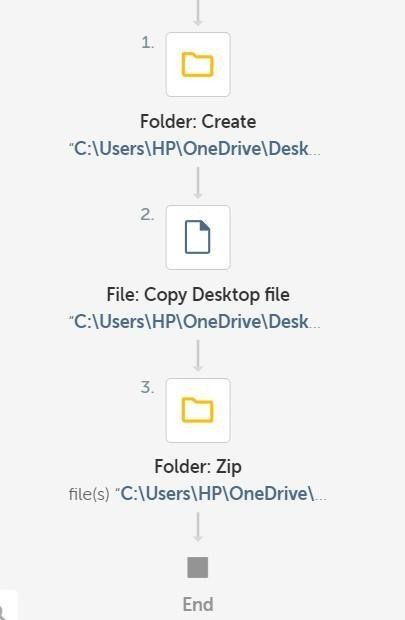 1.
Folder: Create
"C:\Users\HP\OneDrive\Desk...
2.
File: Copy Desktop file
"C:\Users\HP\OneDrive\Desk...
3.
Folder: Zip
file(s) "C:\Users\HP\OneDrive\...
End